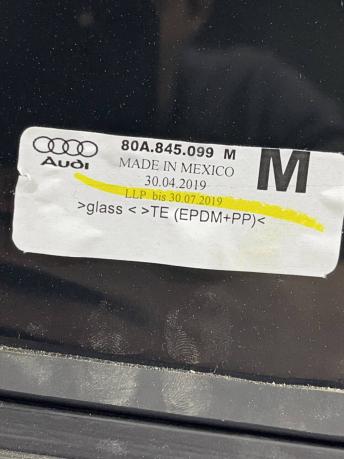 80A.845.099 M
M
Audi
MADE IN MEXICO
30.04.2019
LLP bis 30.07.2019
>glass < >TE (EPDM+PP)<